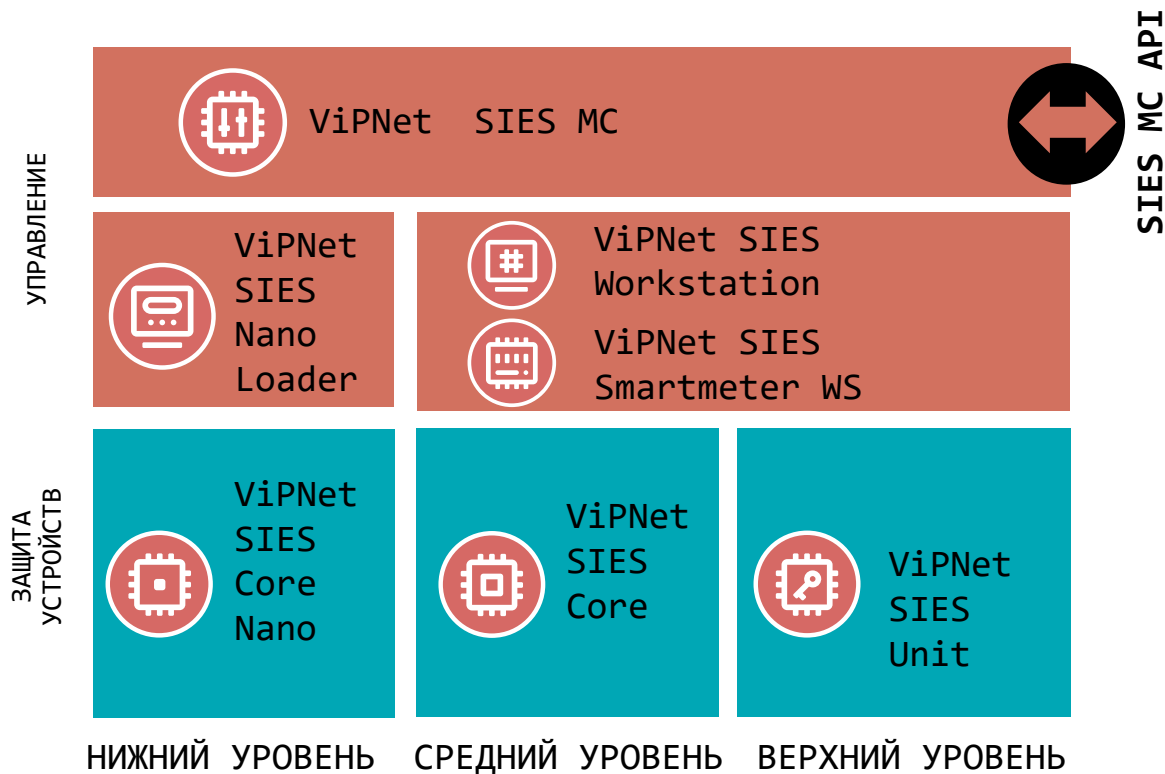 SIES MC API
ViPNet SIES MC
УПРАВЛЕНИЕ
ViPNet
SIES
Nano
Loader
ViPNet SIES
Workstation
ViPNet SIES
Smartmeter WS
ЗАЩИТА
УСТРОЙСТВ
ViPNet
SIES
Core
Nano
ViPNet
SIES
Core
ViPNet
SIES
Unit
НИЖНИЙ УРОВЕНЬ
СРЕДНИЙ УРОВЕНЬ
ВЕРХНИЙ УРОВЕНЬ